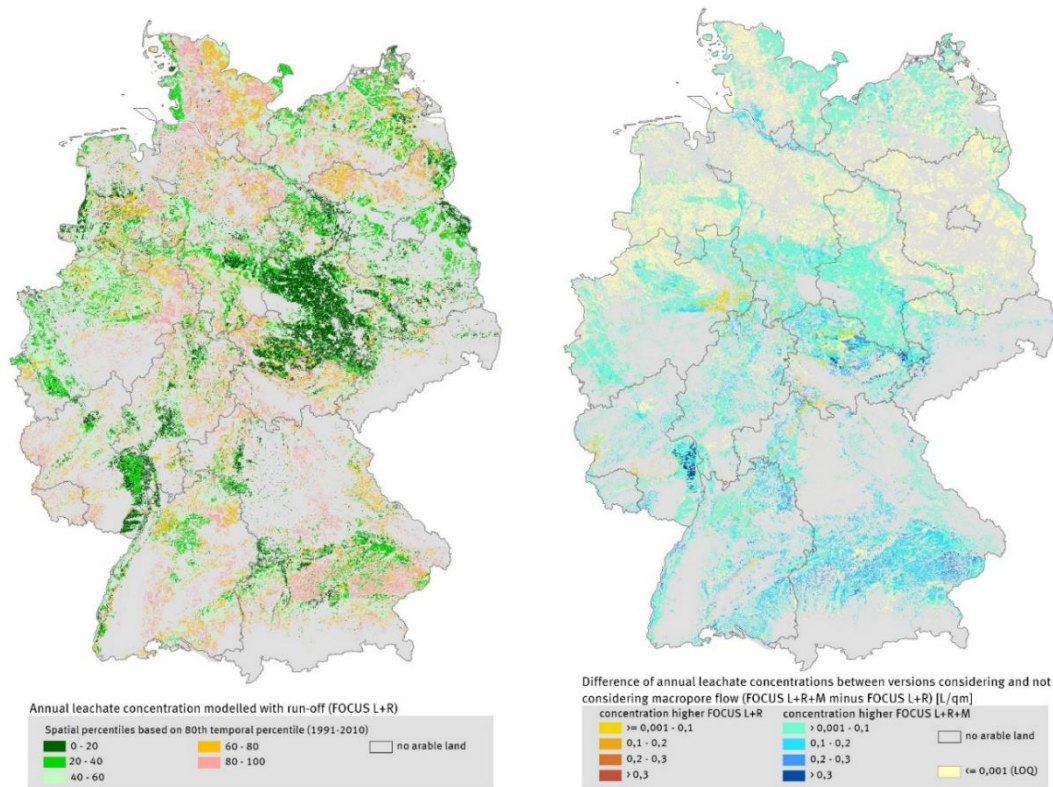 Annual leachate concentration modelled with run-off (FOCUS L+R)
Spatial percentiles based on 80th temporal percentile (1991-2010)
0 - 20
20 - 40
40 - 60
60 - 80
80 - 100
no arable land
Difference of annual leachate concentrations between versions considering and not
considering macropore flow (FOCUS L+R+M minus FOCUS L+R) [L/qm]
concentration higher FOCUS L+R
>= 0,001 - 0,1
0,1 - 0,2
0,2 - 0,3
> 0,3
concentration higher FOCUS L+R+M
> 0,001 - 0,1
0,1 - 0,2
0,2 - 0,3
> 0,3
no arable land
<= 0,001 (LOQ)